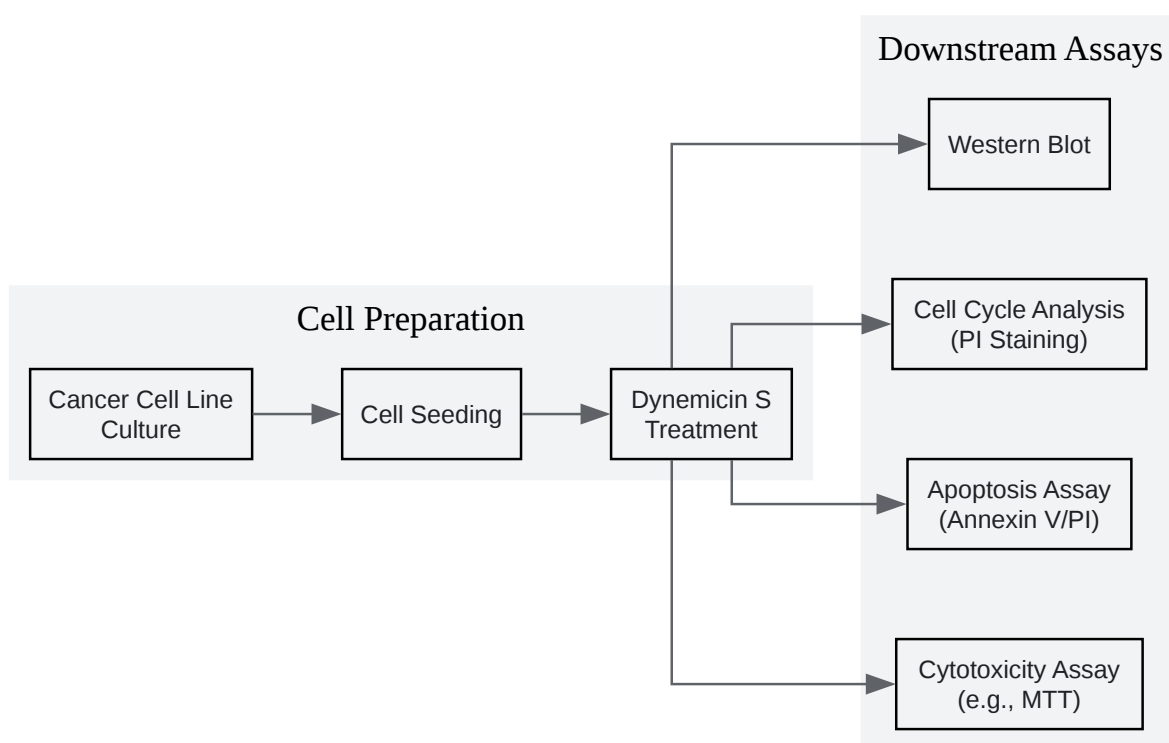 Downstream Assays
Western Blot
Cell Preparation
Cell Cycle Analysis
(PI Staining)
Cancer Cell Line
Culture
Cell Seeding
Dynemicin S
Treatment
Apoptosis Assay
(Annexin V/PI)
Cytotoxicity Assay
(e.g., MTT)